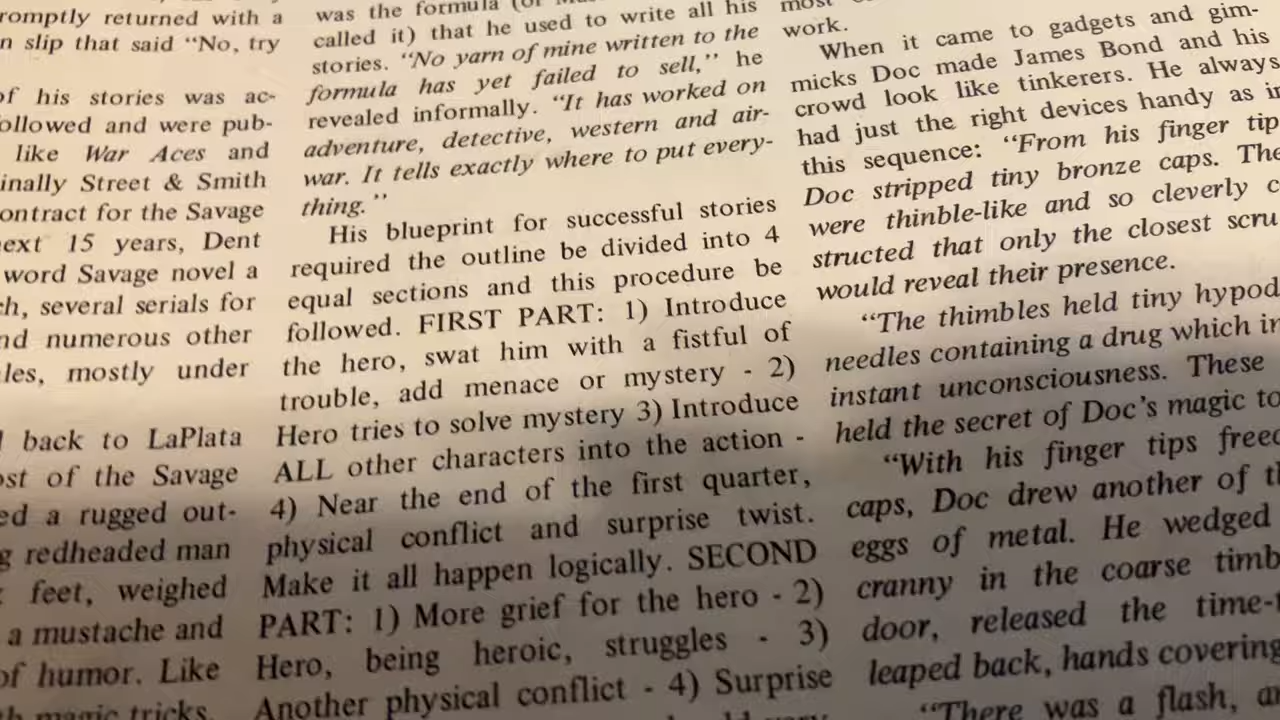 romptly returned with a
n slip that said “No, try
of his stories was ac-
ollowed and were pub-
like War Aces and
inally Street & Smith
ontract for the Savage
ext 15 years, Dent
word Savage novel a
h, several serials for
nd numerous other
les, mostly under
back to LaPlata
ost of the Savage
ed a rugged out-
g redheaded man
feet, weighed
a mustache and
of humor. Like
magic tricks.
was the formula (or
called it) that he used to write all his
stories. “No yarn of mine written to the
formula has yet failed to sell,” he
revealed informally. “It has worked on
adventure, detective, western and air-
war. It tells exactly where to put every-
thing.”
His blueprint for successful stories
required the outline be divided into 4
equal sections and this procedure be
followed. FIRST PART: 1) Introduce
the hero, swat him with a fistful of
trouble, add menace or mystery - 2)
Hero tries to solve mystery 3) Introduce
ALL other characters into the action -
4) Near the end of the first quarter,
physical conflict and surprise twist.
Make it all happen logically. SECOND
PART: 1) More grief for the hero - 2)
Hero, being heroic, struggles - 3)
Another physical conflict - 4) Surprise
most
work.
When it came to gadgets and gim-
micks Doc made James Bond and his
crowd look like tinkerers. He always
had just the right devices handy as in
this sequence: “From his finger tip
Doc stripped tiny bronze caps. The
were thinble-like and so cleverly c
structed that only the closest scru
would reveal their presence.
“The thimbles held tiny hypod
needles containing a drug which in
instant unconsciousness. These
held the secret of Doc’s magic to
“With his finger tips freed
caps, Doc drew another of th
eggs of metal. He wedged
cranny in the coarse timb
door, released the time-
leaped back, hands covering
“There was a flash, an